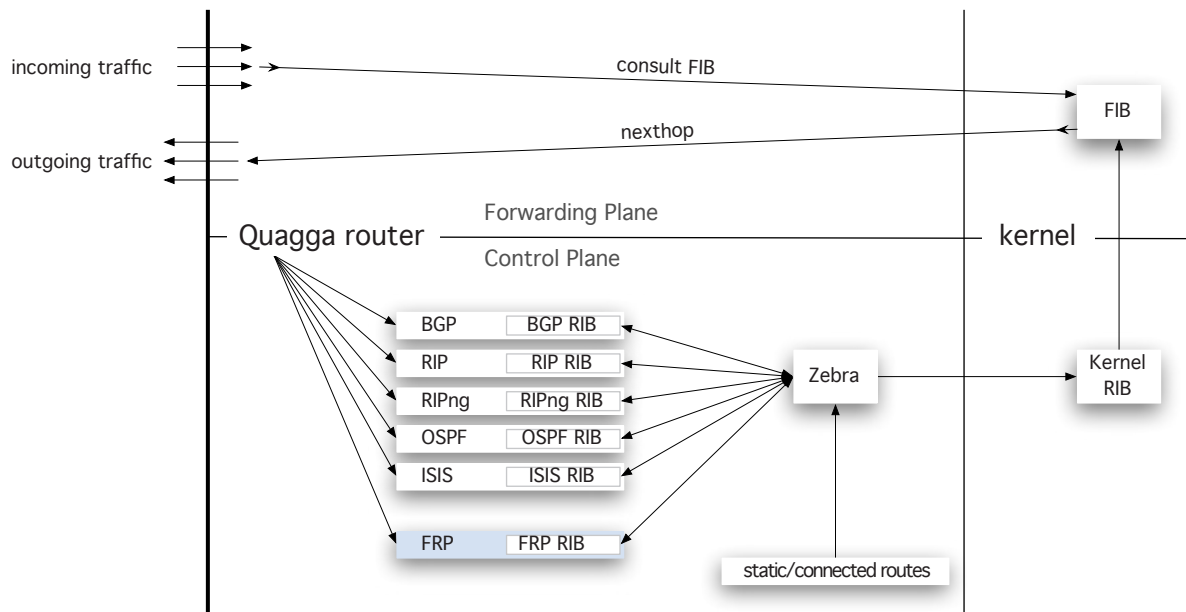 incoming traffic
consult FIB
FIB
nexthop
outgoing traffic
Forwarding Plane
Quagga router
kernel
Control Plane
BGP BGP RIB
RIP RIP RIB
RIPng RIPng RIB
OSPF OSPF RIB
ISIS ISIS RIB
FRP FRP RIB
Zebra
Kernel
RIB
static/connected routes